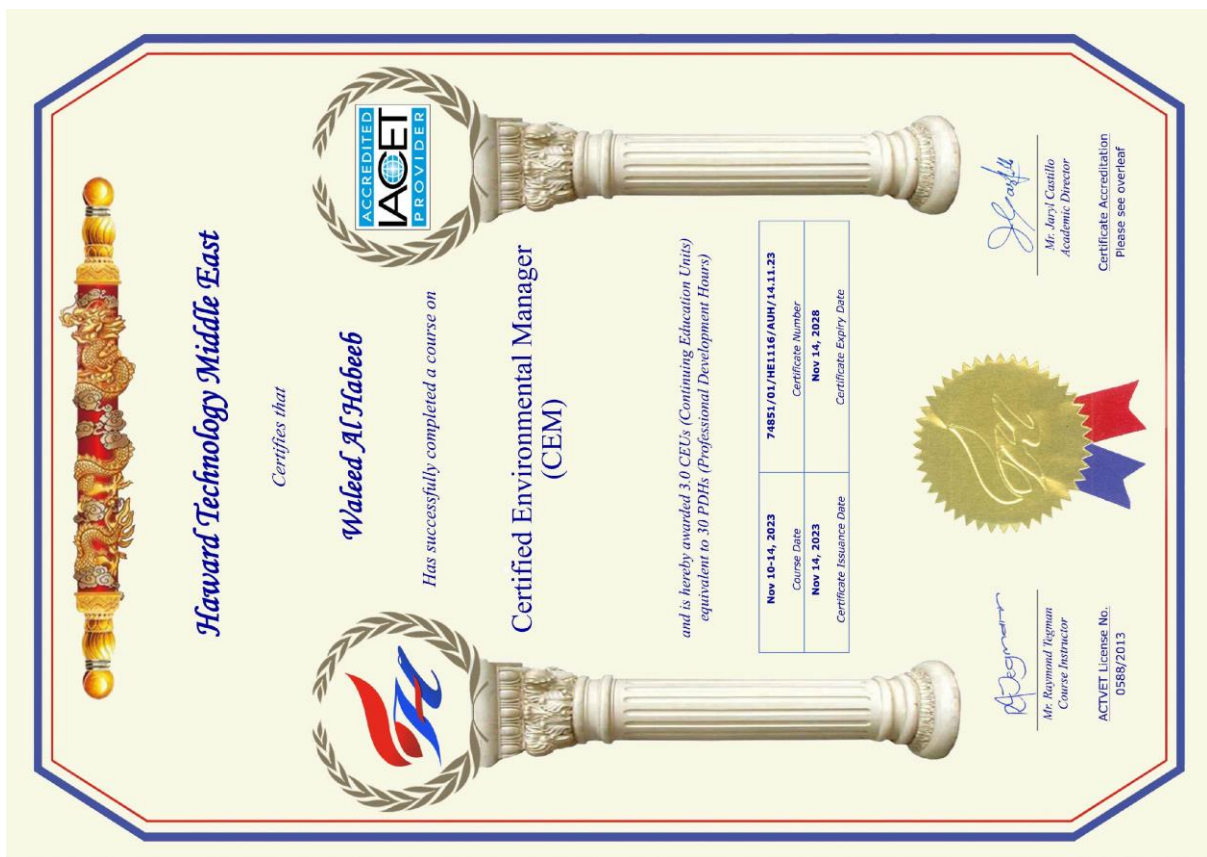 Haward Technology Middle East
Certifies that
ACCREDITED
IACET
PROVIDER
Waleed Al Habeeb
Has successfully completed a course on
Certified Environmental Manager
(CEM)
and is hereby awarded 3.0 CEUs (Continuing Education Units)
equivalent to 30 PDHs (Professional Development Hours)
Nov 10-14, 2023 74851/01/HE1116/AUH/14.11.23
Course Date Certificate Number
Nov 14, 2023 Nov 14, 2028
Certificate Issuance Date Certificate Expiry Date
Mr. Raymond Tegman
Course Instructor
ACTVET License No.
0588/2013
Mr. Jaryl Castillo
Academic Director
Certificate Accreditation
Please see overleaf